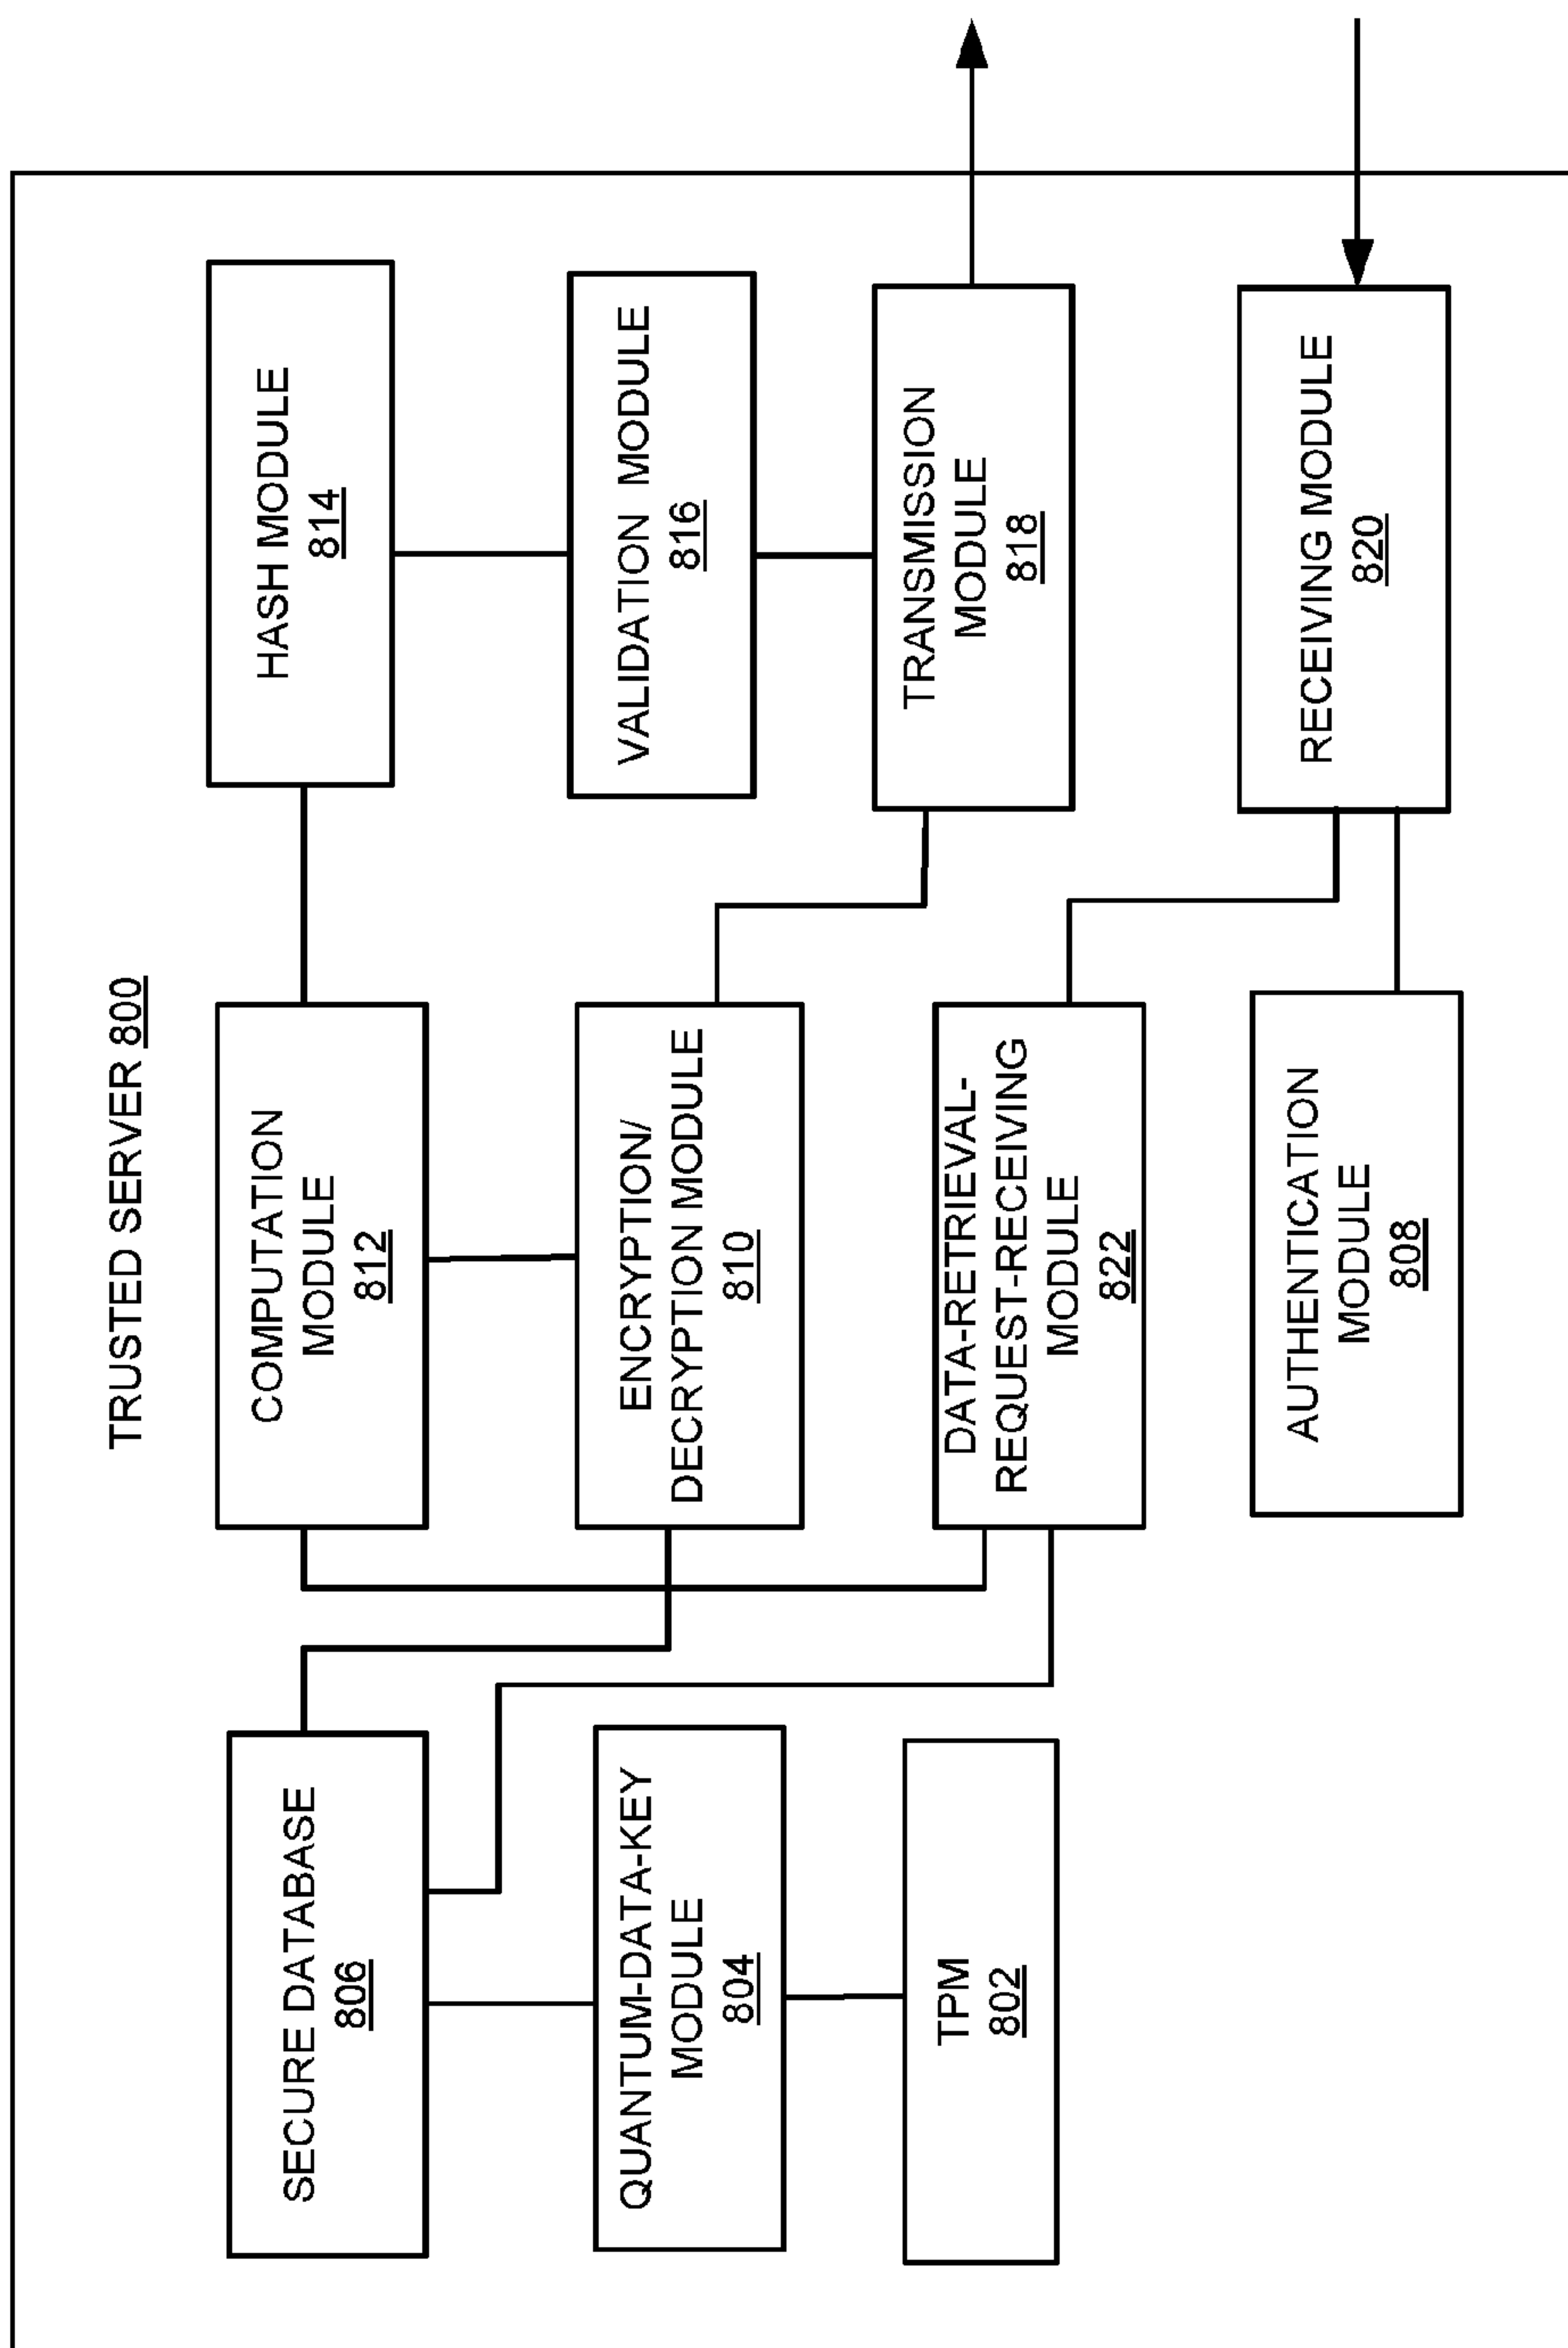 TRUSTED SERVER 800
SECURE DATABASE
806
QUANTUM-DATA-KEY
MODULE
804
TPM
802
COMPUTATION
MODULE
812
ENCRYPTION/
DECRYPTION MODULE
810
DATA-RETRIEVAL-
REQUEST-RECEIVING
MODULE
822
AUTHENTICATION
MODULE
808
HASH MODULE
814
VALIDATION MODULE
816
TRANSMISSION
MODULE
818
RECEIVING MODULE
820